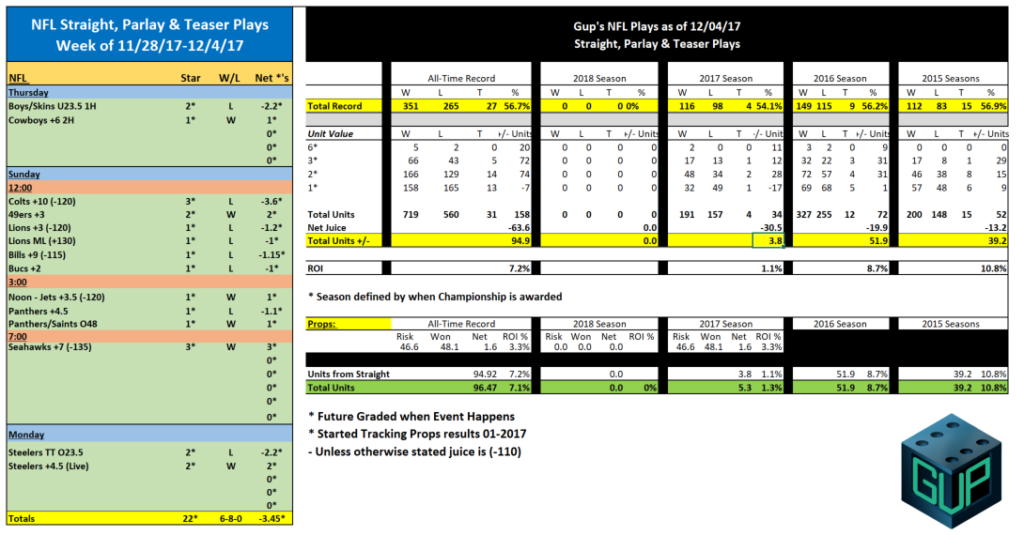 NFL Straight, Parlay & Teaser Plays
Week of 11/28/17-12/4/17
NFL Star W/L Net *'s
Thursday
Boys/Skins U23.5 1H 2* L -2.2*
Cowboys +6 2H 1* W 1*
0*
0*
0*
Sunday
12:00
Colts +10 (-120) 3* L -3.6*
49ers +3 2* W 2*
Lions +3 (-120) 1* L -1.2*
Lions ML (+130) 1* L -1*
Bills +9 (-115) 1* L -1.15*
Bucs +2 1* L -1*
3:00
Noon - Jets +3.5 (-120) 1* W 1*
Panthers +4.5 1* L -1.1*
Panthers/Saints O48 1* W 1*
7:00
Seahawks +7 (-135) 3* W 3*
0*
0*
0*
0*
0*
Monday
Steelers TT O23.5 2* L -2.2*
Steelers +4.5 (Live) 2* W 2*
0*
0*
0*
Totals 22* 6-8-0 -3.45*
Gup's NFL Plays as of 12/04/17
Straight, Parlay & Teaser Plays
All-Time Record 2018 Season 2017 Season 2016 Season 2015 Seasons
W L T % W L T % W L T % W L T % W L T %
Total Record 351 265 27 56.7% 0 0 0 0% 116 98 4 54.1% 149 115 9 56.2% 112 83 15 56.9%
Unit Value W L T +/- Units W L T +/- Units W L T -/- Unit W L T +/- Units W L T +/- Units
6* 5 2 0 20 0 0 0 0 2 0 0 11 3 2 0 9 0 0 0 0
3* 66 43 5 72 0 0 0 0 17 13 1 12 32 22 3 31 17 8 1 29
2* 166 129 14 74 0 0 0 0 48 34 2 28 72 57 4 31 46 38 8 15
1* 158 165 13 -7 0 0 0 0 32 49 1 -17 69 68 5 1 57 48 6 9
Total Units 719 560 31 158 0 0 0 0 191 157 4 34 327 255 12 72 200 148 15 52
Net Juice -63.6 0.0 -30.5 -19.9 -13.2
Total Units +/- 94.9 0.0 3.8 51.9 39.2
ROI 7.2% 1.1% 8.7% 10.8%
* Season defined by when Championship is awarded
Props: All-Time Record 2018 Season 2017 Season 2016 Season 2015 Seasons
Risk Won Net ROI % Risk Won Net ROI % Risk Won Net ROI %
46.6 48.1 1.6 3.3% 0.0 0.0 0.0 46.6 48.1 1.6 3.3%
Units from Straight 94.92 7.2% 0.0 3.8 1.1% 51.9 8.7% 39.2 10.8%
Total Units 96.47 7.1% 0.0 0% 5.3 1.3% 51.9 8.7% 39.2 10.8%
* Future Graded when Event Happens
* Started Tracking Props results 01-2017
- Unless otherwise stated juice is (-110)
GUP